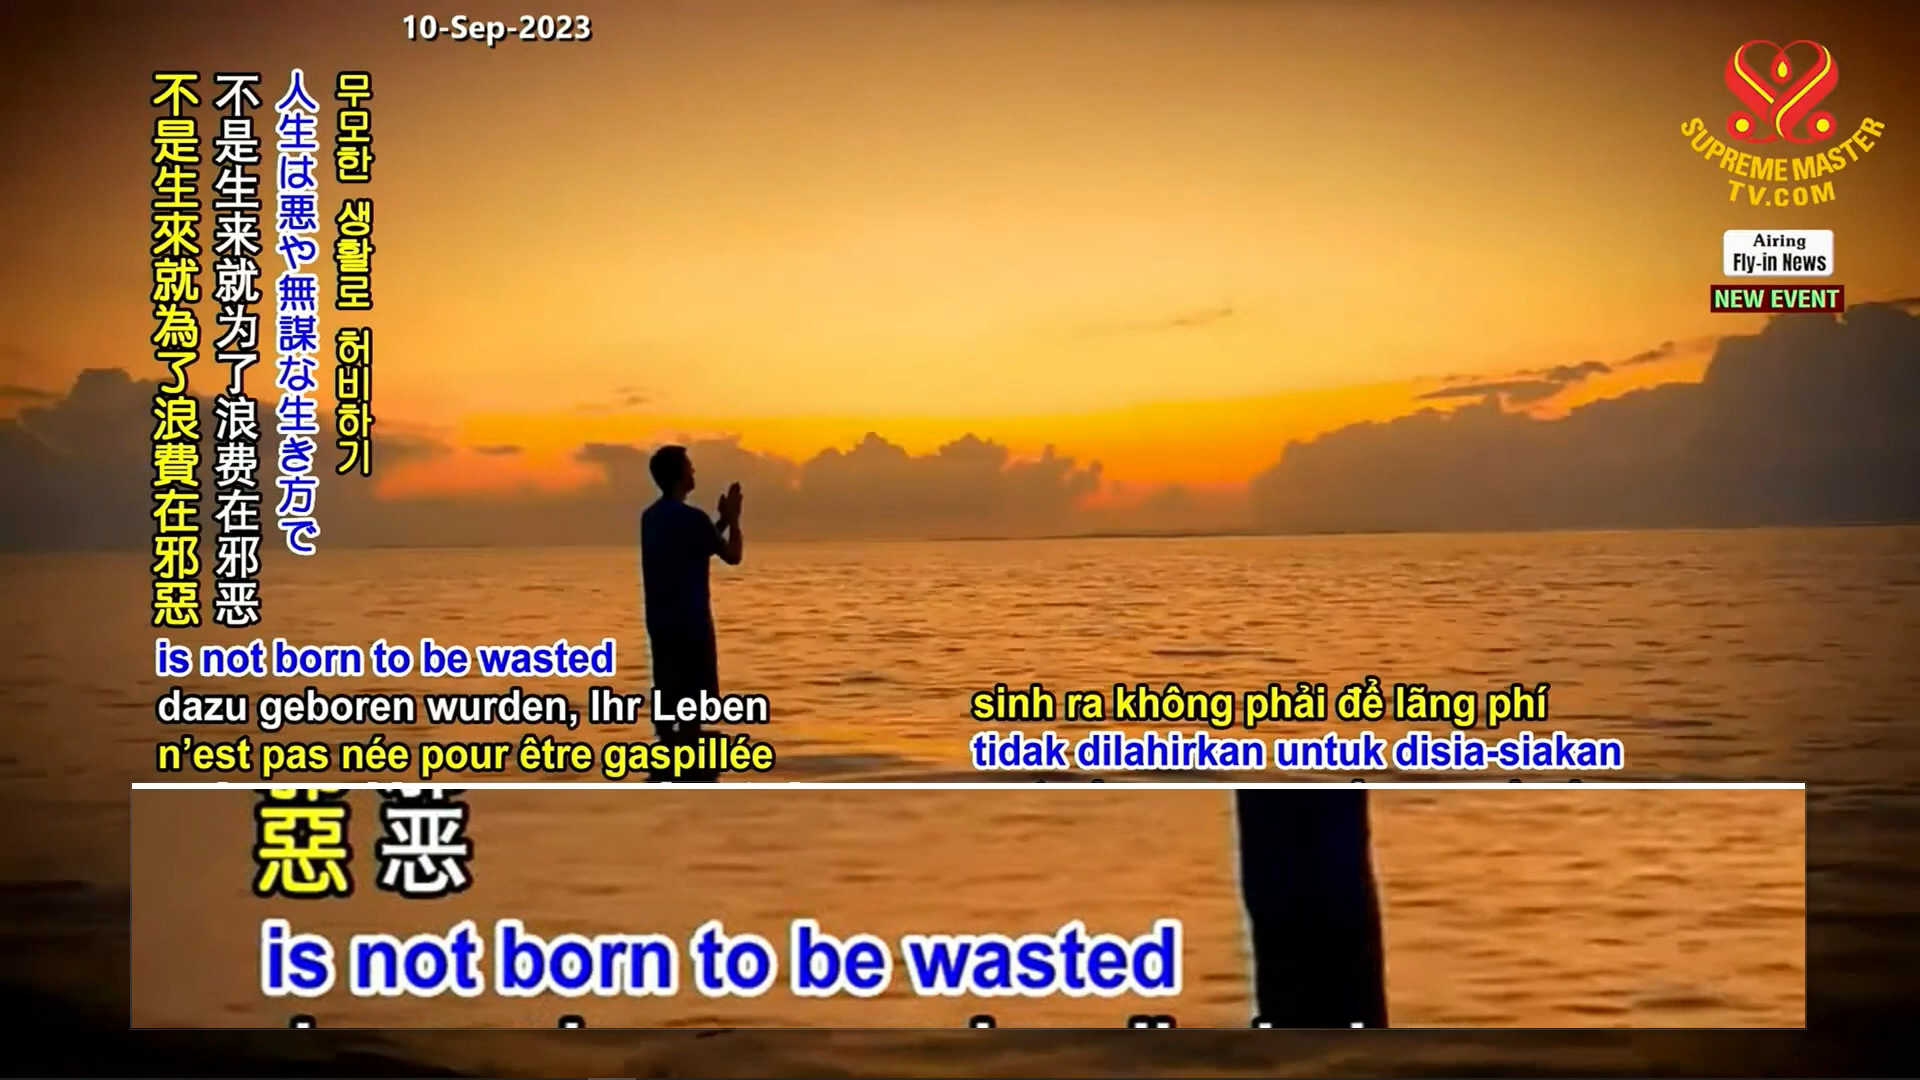 10-Sep-2023
SUPREME MASTER
TV.COM
Airing
Fly-in News
NEW EVENT
무모한 생활로 허비하기
人生は悪や無謀な生き方で
不是生来就为了浪费在邪恶
不是生來就為了浪費在邪惡
is not born to be wasted
dazu geboren wurden, Ihr Leben
n’est pas née pour être gaspillée
sinh ra không phải để lãng phí
tidak dilahirkan untuk disia-siakan
惡 恶
is not born to be wasted